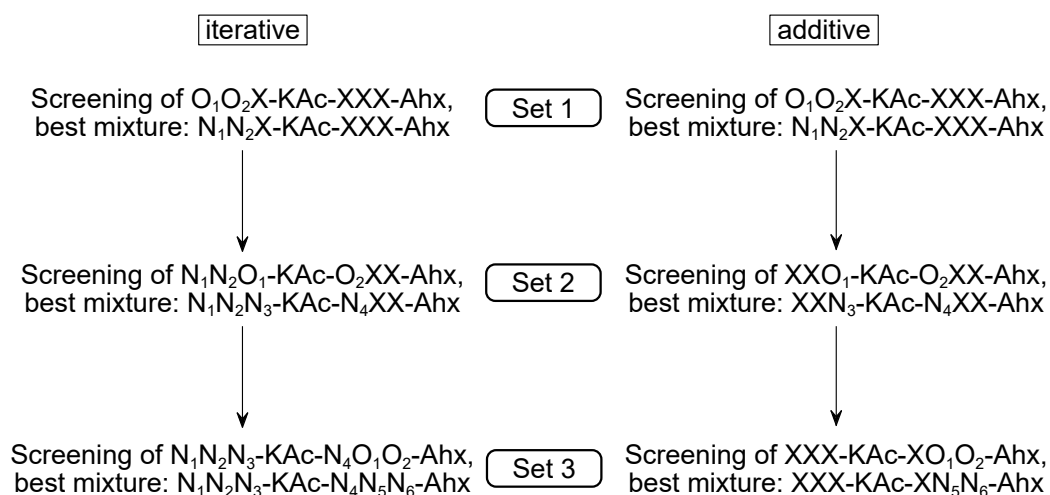 iterative
additive
Screening of O₁O₂X-KAc-XXX-Ahx,
best mixture: N₁N₂X-KAc-XXX-Ahx
Set 1
Screening of O₁O₂X-KAc-XXX-Ahx,
best mixture: N₁N₂X-KAc-XXX-Ahx
Screening of N₁N₂O₁-KAc-O₂XX-Ahx,
best mixture: N₁N₂N₃-KAc-N₄XX-Ahx
Set 2
Screening of XXO₁-KAc-O₂XX-Ahx,
best mixture: XXN₃-KAc-N₄XX-Ahx
Screening of N₁N₂N₃-KAc-N₄O₁O₂-Ahx,
best mixture: N₁N₂N₃-KAc-N₄N₅N₆-Ahx
Set 3
Screening of XXX-KAc-XO₁O₂-Ahx,
best mixture: XXX-KAc-XN₅N₆-Ahx